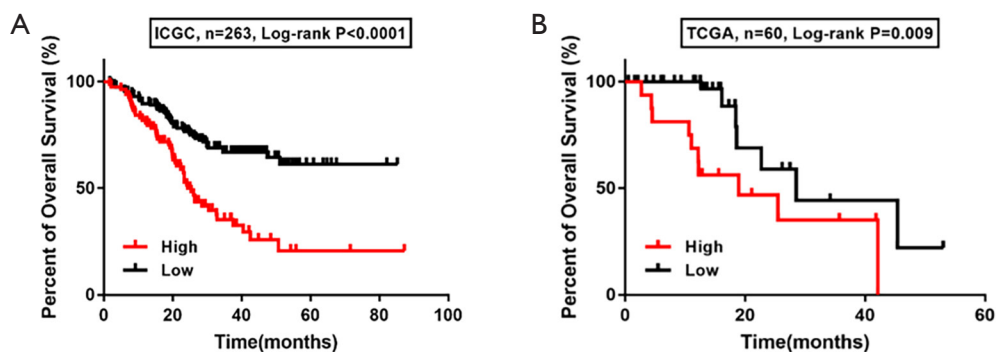 A
ICGC, n=263, Log-rank P<0.0001
Percent of Overall Survival (%)
100
50
0
High
Low
0 20 40 60 80 100
Time(months)
B
TCGA, n=60, Log-rank P=0.009
Percent of Overall Survival (%)
100
50
0
High
Low
0 20 40 60
Time(months)